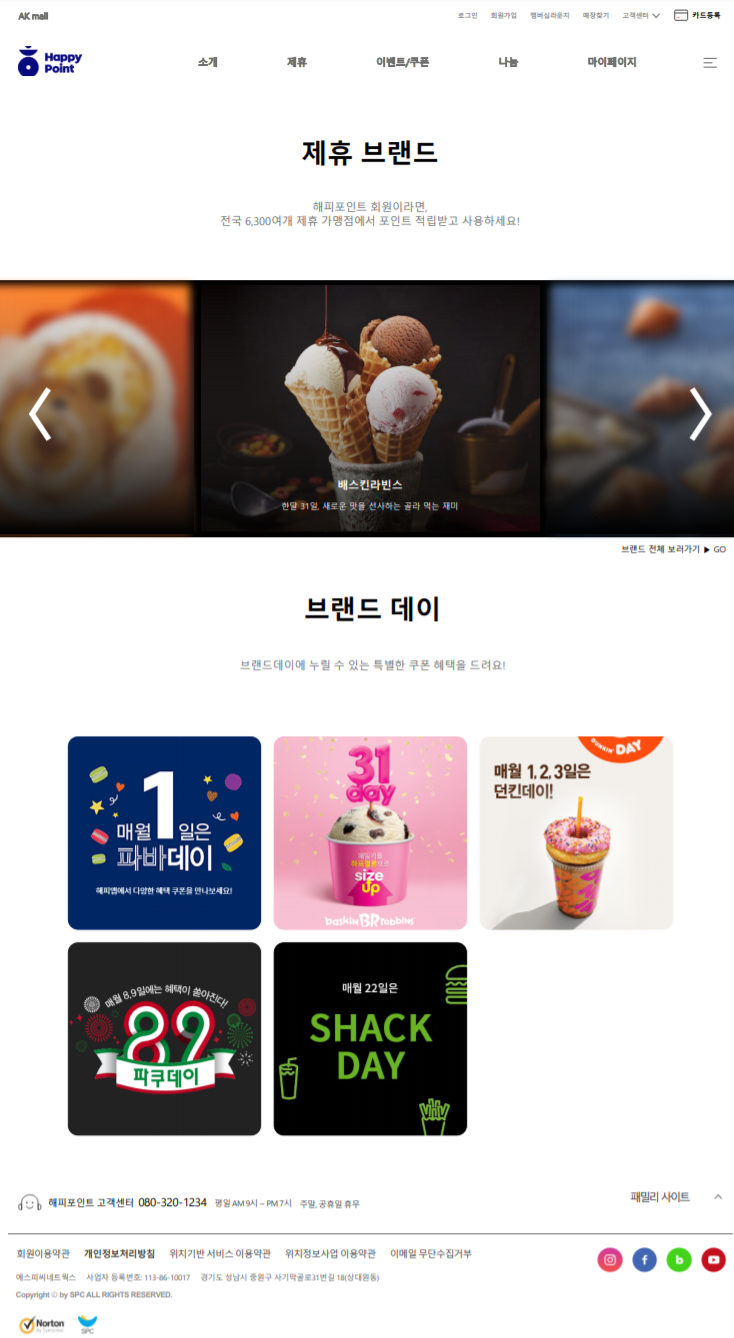 AK mall
로그인 회원가입 멤버십라운지 매장찾기 고객센터 카드등록
Happy
Point
소개 제휴 이벤트/쿠폰 나눔 마이페이지
제휴 브랜드
해피포인트 회원이라면,
전국 6,300여개 제휴 가맹점에서 포인트 적립받고 사용하세요!
배스킨라빈스
한달 31일, 새로운 맛을 선사하는 골라 먹는 재미
브랜드 전체 보러가기 ▶ GO
브랜드 데이
브랜드데이에 누릴 수 있는 특별한 쿠폰 혜택을 드려요!
매월 1일은
파바데이
해피앱에서 다양한 혜택 쿠폰을 만나보세요!
31
day
size
up
baskin BR robbins
DUNKIN' DAY
매월 1, 2, 3일은
던킨데이!
매월 8,9일에는 혜택이 쏟아진다!
89
파쿠데이
매월 22일은
SHACK
DAY
해피포인트 고객센터 080-320-1234 평일 AM 9시 ~ PM 7시 주말, 공휴일 휴무
패밀리 사이트
회원이용약관 개인정보처리방침 위치기반 서비스 이용약관 위치정보사업 이용약관 이메일 무단수집거부
에스피씨네트웍스 사업자 등록번호: 113-86-10017 경기도 성남시 중원구 사기막골로31번길 18(상대원동)
Copyright © by SPC ALL RIGHTS RESERVED.
Norton
SPC